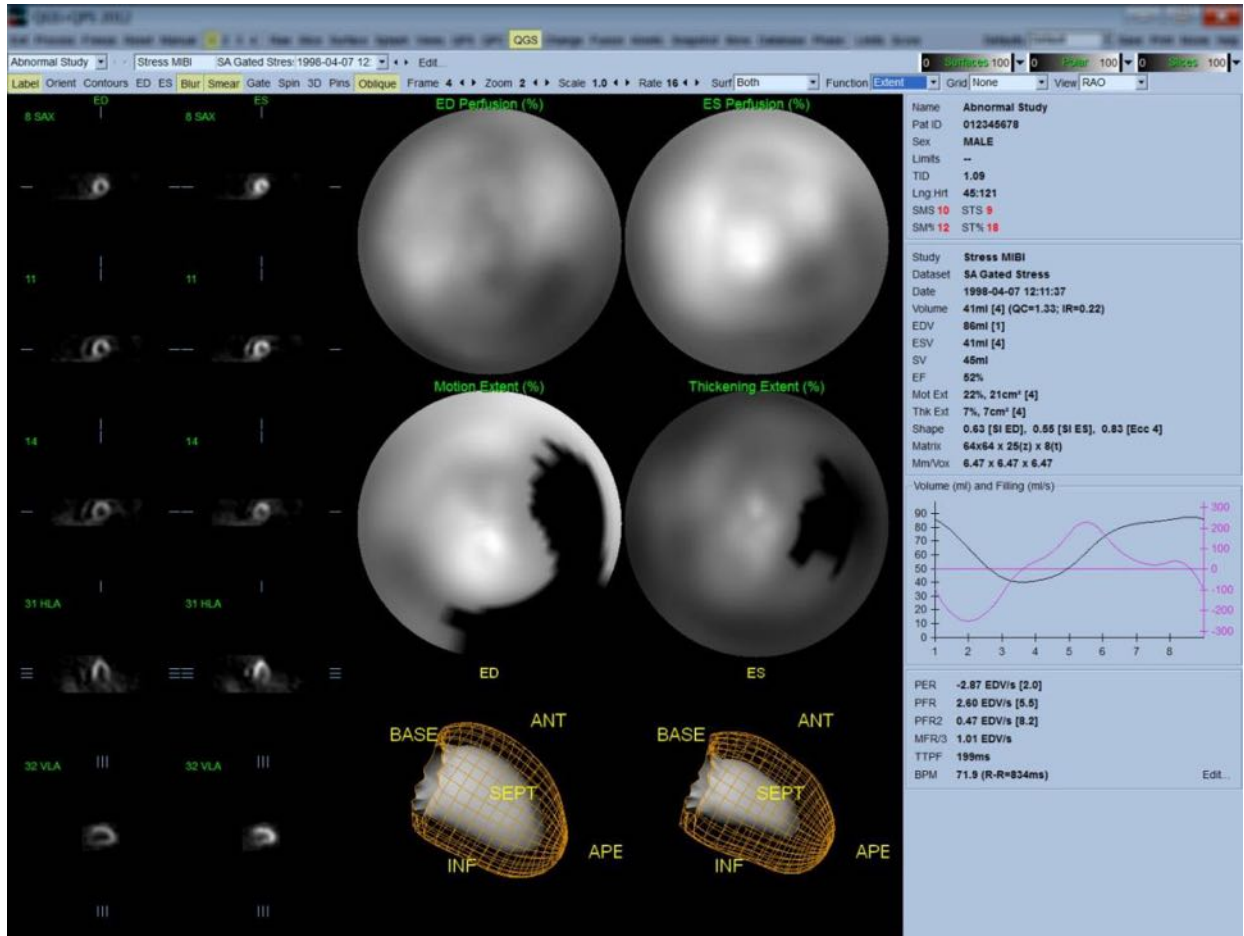 QGS+QPS 2012
QGS
Abnormal Study Stress MIBI SA Gated Stres: 1998-04-07 12: Edit...
0 Surfaces 100 0 Polar 100 0 Slices 100
Label Orient Contours ED ES Blur Smear Gate Spin 3D Pins Oblique Frame 4 Zoom 2 Scale 1.0 Rate 16 Surf Both Function Extent Grid None View RAO
ED ES
8 SAX 8 SAX
11 11
14 14
31 HLA 31 HLA
32 VLA 32 VLA
ED Perfusion (%) ES Perfusion (%)
Motion Extent (%) Thickening Extent (%)
ED ES
BASE ANT SEPT INF APE
BASE ANT SEPT INF APE
Name Abnormal Study
Pat ID 012345678
Sex MALE
Limits --
TID 1.09
Lng:Hrt 45:121
SMS 10 STS 9
SM% 12 ST% 18
Study Stress MIBI
Dataset SA Gated Stress
Date 1998-04-07 12:11:37
Volume 41ml [4] (QC=1.33; IR=0.22)
EDV 86ml [1]
ESV 41ml [4]
SV 45ml
EF 52%
Mot Ext 22%, 21cm² [4]
Thk Ext 7%, 7cm² [4]
Shape 0.63 [SI ED], 0.55 [SI ES], 0.83 [Ecc 4]
Matrix 64x64 x 25(z) x 8(t)
Mm/Vox 6.47 x 6.47 x 6.47
Volume (ml) and Filling (ml/s)
90 80 70 60 50 40 30 20 10 0
300 200 100 0 -100 -200 -300
1 2 3 4 5 6 7 8
PER -2.87 EDV/s [2.0]
PFR 2.60 EDV/s [5.5]
PFR2 0.47 EDV/s [8.2]
MFR/3 1.01 EDV/s
TTPF 199ms
BPM 71.9 (R-R=834ms) Edit...